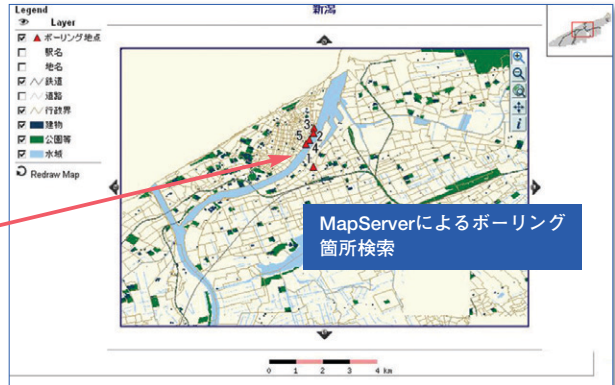 Legend
新潟
Layer
ボーリング地点
駅名
地名
鉄道
道路
行政界
建物
公園等
水域
Redraw Map
3
5
2
4
1
MapServerによるボーリング
箇所検索
0 1 2 3 4 km